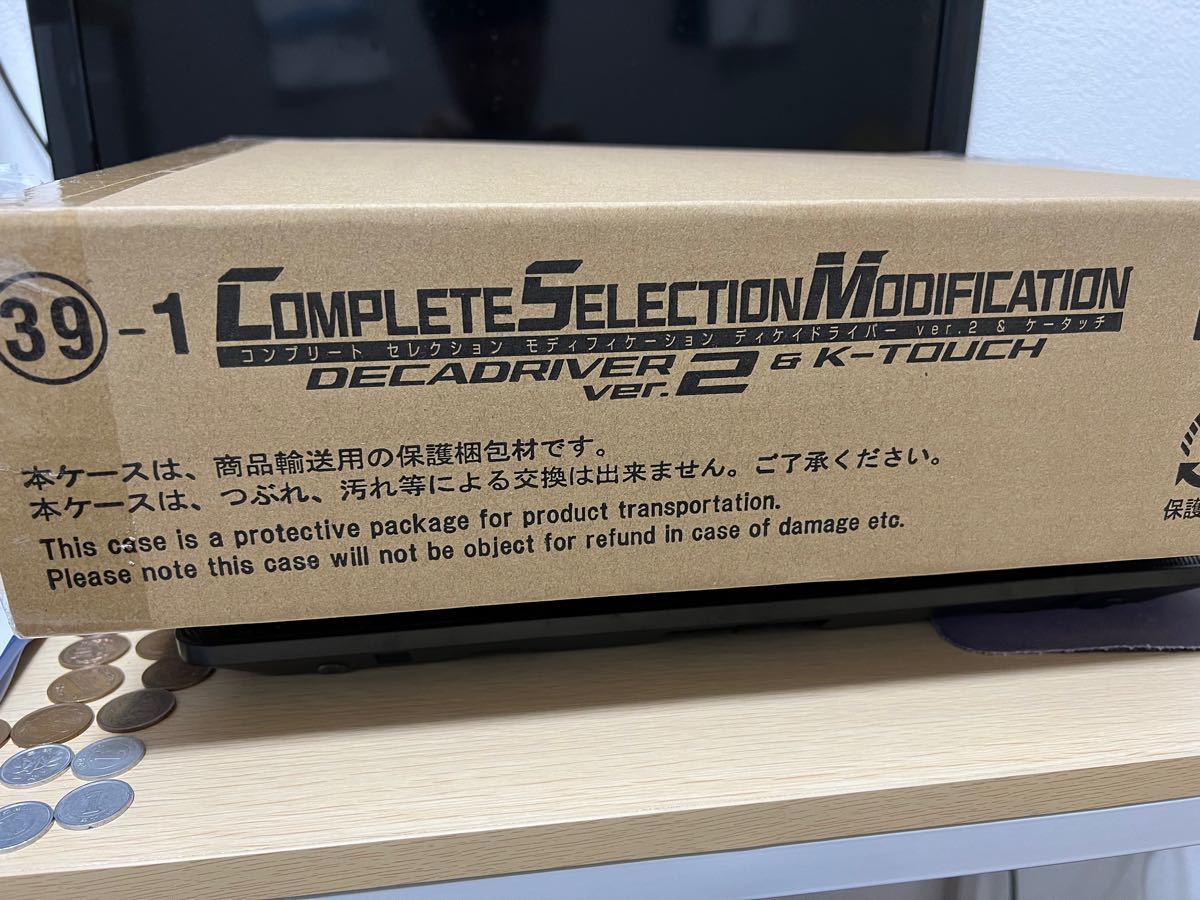 39-1 COMPLETE SELECTION MODIFICATION
コンプリート セレクション モディフィケーション ディケイドライバー ver.2 & ケータッチ
DECADRIVER ver.2 & K-TOUCH
本ケースは、商品輸送用の保護梱包材です。
本ケースは、つぶれ、汚れ等による交換は出来ません。ご了承ください。
This case is a protective package for product transportation.
Please note this case will not be object for refund in case of damage etc.
保護